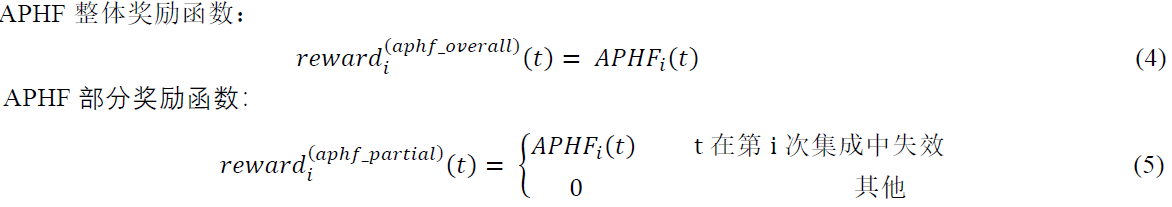 APHF 整体奖励函数：
reward_i^{(aphf_overall)}(t) = APHF_i(t) (4)
APHF 部分奖励函数:
reward_i^{(aphf_partial)}(t) = { APHF_i(t) t 在第 i 次集成中失效
0 其他 (5)